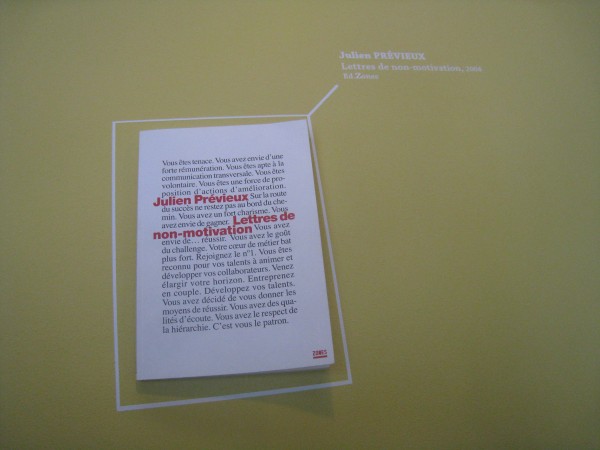 Julien PRÉVIEUX
Lettres de non-motivation,
Ed Zones
Vous êtes tenace. Vous avez envie d'une
forte rémunération. Vous êtes apte à la
communication transversale. Vous êtes
volontaire. Vous êtes une force de pro-
position d'actions d'amélioration.
Julien Prévieux Sur la route
du succès ne restez pas au bord du che-
min. Vous avez un fort charisme. Vous
avez envie de gagner. Lettres de
non-motivation Vous avez
envie de... réussir. Vous avez le goût
du challenge. Votre cœur de métier bat
plus fort. Rejoignez le n°1. Vous êtes
reconnu pour vos talents à animer et
développer vos collaborateurs. Venez
élargir votre horizon. Entreprenez
en couple. Développez vos talents.
Vous avez décidé de vous donner les
moyens de réussir. Vous avez des qua-
lités d'écoute. Vous avez le respect de
la hiérarchie. C'est vous le patron.
ZONES